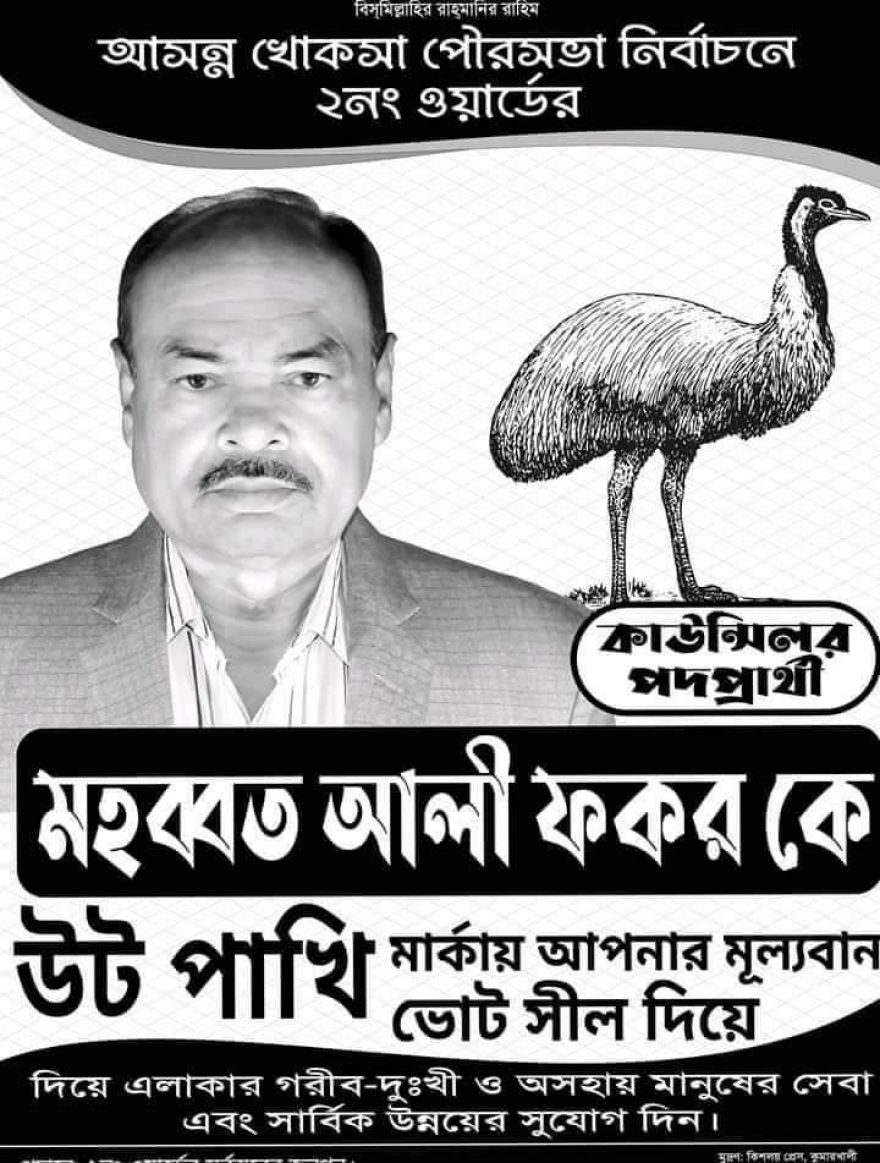 বিস্‌মিল্লাহির রাহ্‌মানির রাহিম
আসন্ন খোকসা পৌরসভা নির্বাচনে
২নং ওয়ার্ডের
কাউন্সিলর
পদপ্রার্থী
মহব্বত আলী ফকর কে
উট পাখি
মার্কায় আপনার মূল্যবান
ভোট সীল দিয়ে
দিয়ে এলাকার গরীব-দুঃখী ও অসহায় মানুষের সেবা
এবং সার্বিক উন্নয়ের সুযোগ দিন।
মুদ্রণ: কিশলয় প্রেস, কুমারখালী